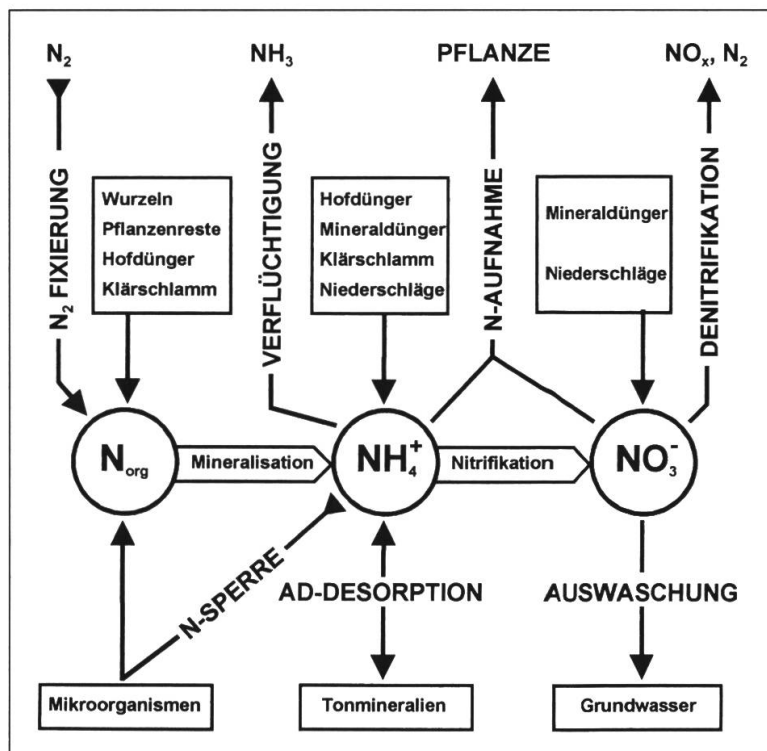 N₂
NH₃
PFLANZE
NOₓ, N₂
N₂ FIXIERUNG
Wurzeln
Pflanzenreste
Hofdünger
Klärschlamm
VERFLÜCHTIGUNG
Hofdünger
Mineraldünger
Klärschlamm
Niederschläge
N-AUFNAHME
Mineraldünger
Niederschläge
DENITRIFIKATION
N org
Mineralisation
NH₄⁺
Nitrifikation
NO₃⁻
N-SPERRE
AD-DESORPTION
AUSWASCHUNG
Mikroorganismen
Tonmineralien
Grundwasser